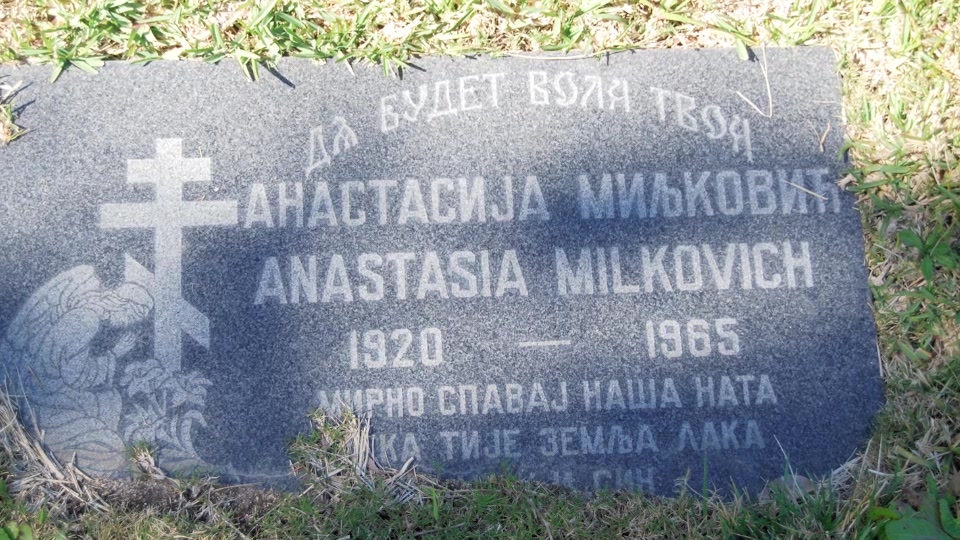 ДА БУДЕТ ВОЛЯ ТВОЯ
АНАСТАСИЈА МИЉКОВИЋ
ANASTASIA MILKOVICH
1920 — 1965
МИРНО СПАВАЈ НАША НАТА
ТИЈЕ ЗЕМЉА ЛАКА
СИН